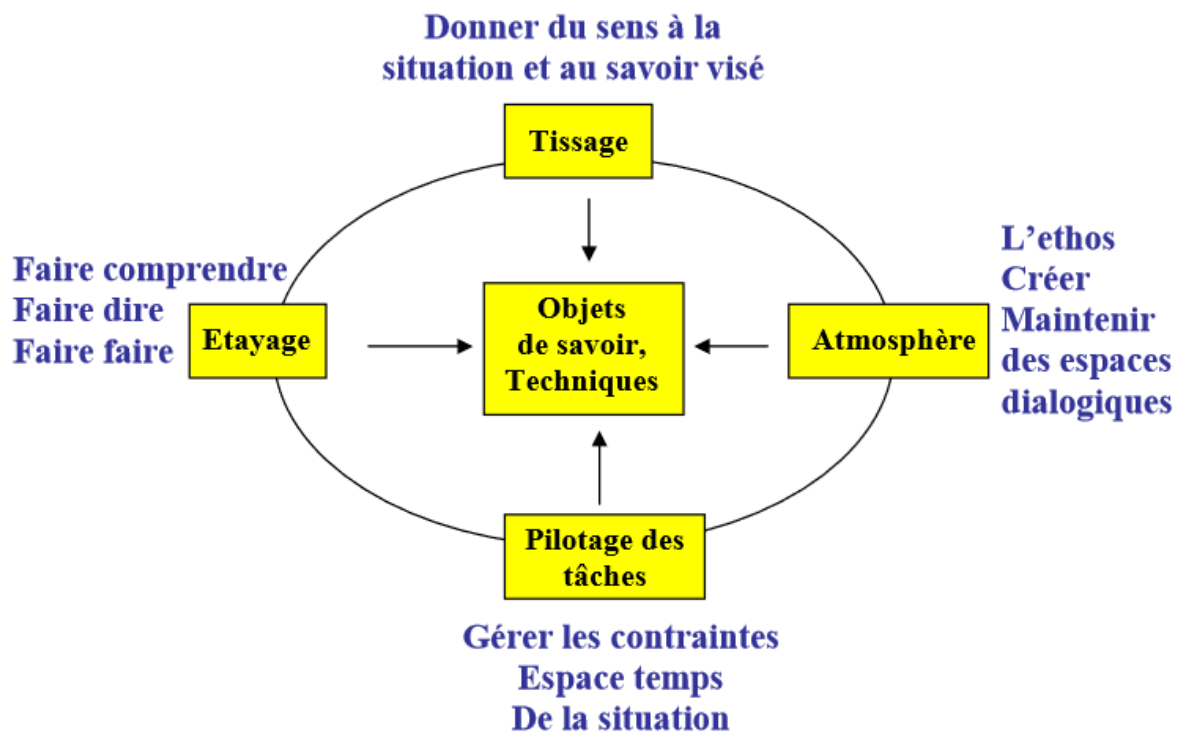 Donner du sens à la
situation et au savoir visé
Tissage
Faire comprendre
Faire dire
Faire faire
Etayage
Objets
de savoir,
Techniques
Atmosphère
L’ethos
Créer
Maintenir
des espaces
dialogiques
Pilotage des
tâches
Gérer les contraintes
Espace temps
De la situation